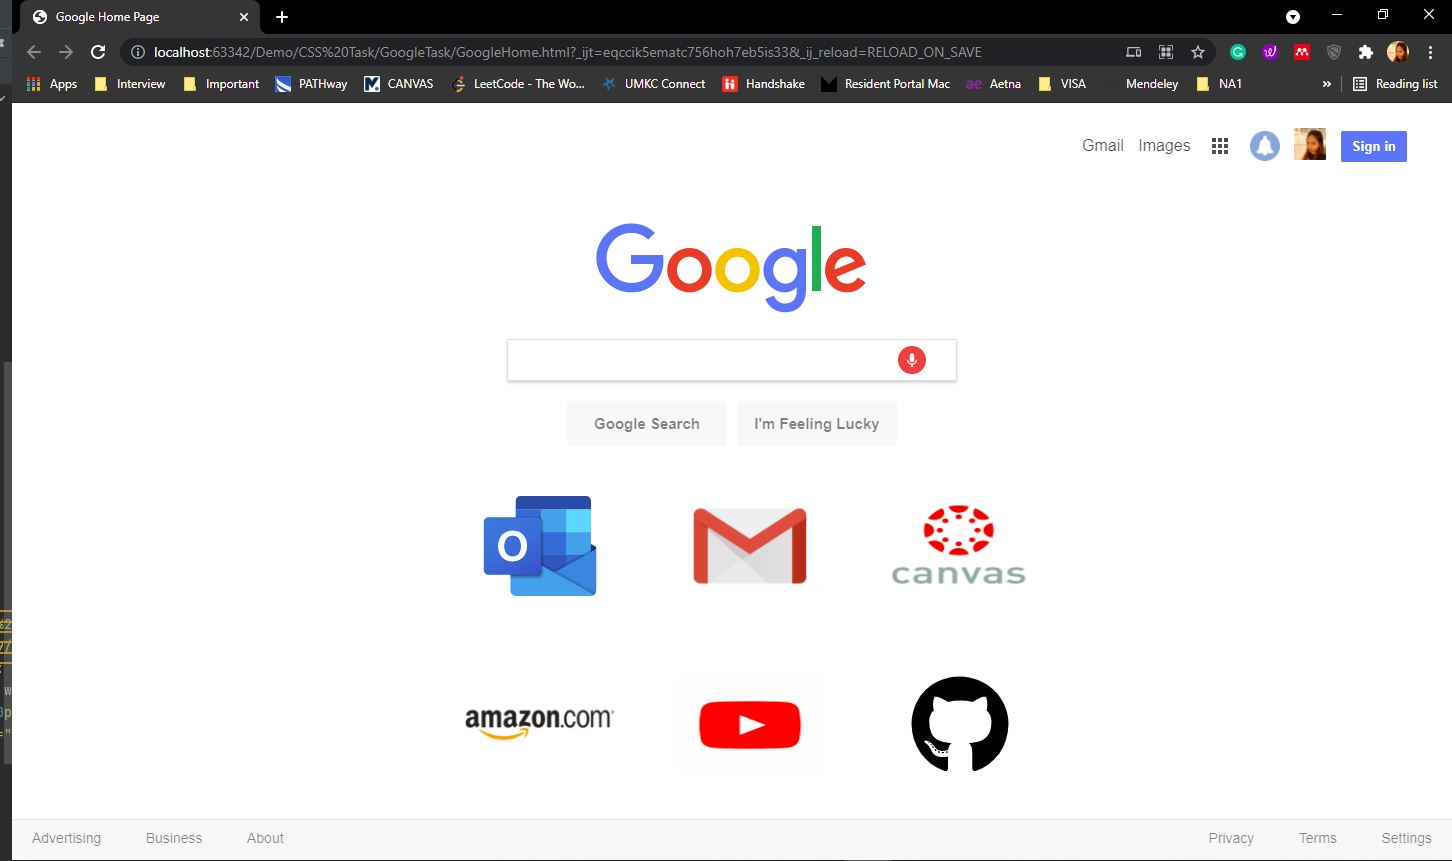 Google Home Page
localhost:63342/Demo/CSS%20Task/GoogleTask/GoogleHome.html?_ijt=eqccik5ematc756hoh7eb5is33&_ij_reload=RELOAD_ON_SAVE
Apps Interview Important PATHway CANVAS LeetCode - The Wo... UMKC Connect Handshake Resident Portal Mac ae Aetna VISA Mendeley NA1 » Reading list
Gmail Images Sign in
Google
Google Search I'm Feeling Lucky
O
canvas
amazon.com
Advertising Business About Privacy Terms Settings